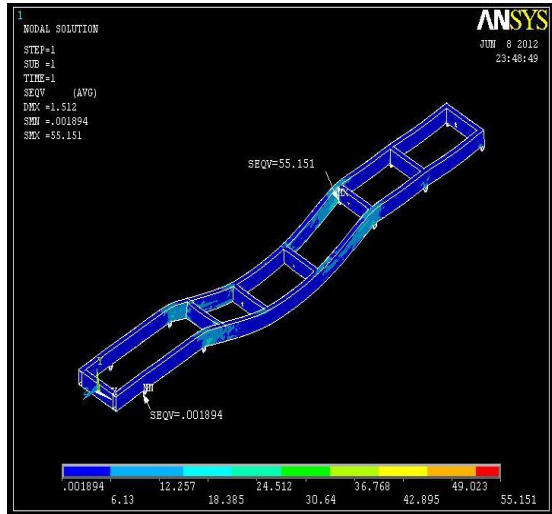 1
NODAL SOLUTION
STEP=1
SUB =1
TIME=1
SEQV (AVG)
DMX =1.512
SMN =.001894
SMX =55.151
ANSYS
JUN 8 2012
23:48:49
SEQV=55.151
MX
Y
Z
MN
SEQV=.001894
.001894 12.257 24.512 36.768 49.023
6.13 18.385 30.64 42.895 55.151